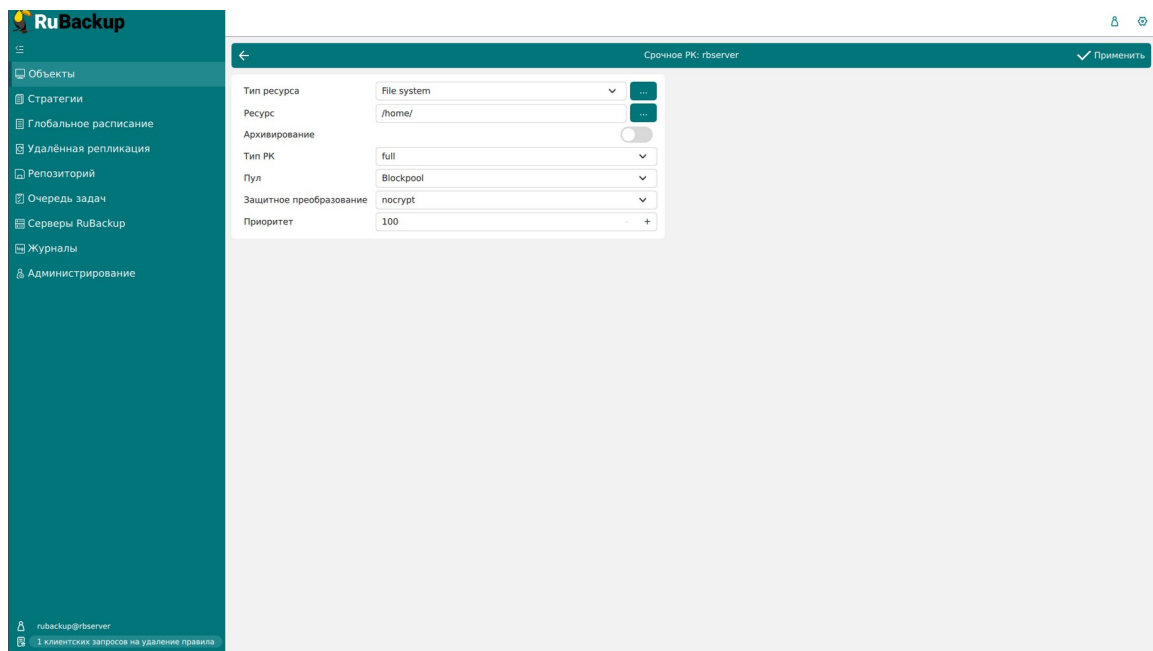 RuBackup
Срочное РК: rbserver
Применить
Объекты
Стратегии
Глобальное расписание
Удалённая репликация
Репозиторий
Очередь задач
Серверы RuBackup
Журналы
Администрирование
Тип ресурса File system ...
Ресурс /home/ ...
Архивирование
Тип РК full
Пул Blockpool
Защитное преобразование nocrypt
Приоритет 100 - +
rubackup@rbserver
1 клиентских запросов на удаление правила